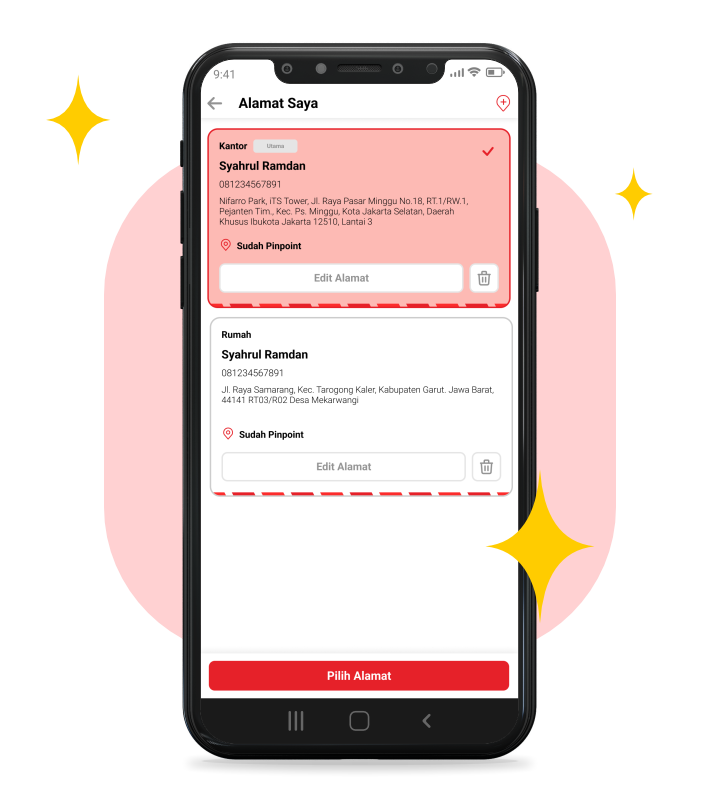 9:41
Alamat Saya
Kantor Utama
Syahrul Ramdan
081234567891
Nifarro Park, iTS Tower, Jl. Raya Pasar Minggu No.18, RT.1/RW.1,
Pejanten Tim., Kec. Ps. Minggu, Kota Jakarta Selatan, Daerah
Khusus Ibukota Jakarta 12510, Lantai 3
Sudah Pinpoint
Edit Alamat
Rumah
Syahrul Ramdan
081234567891
Jl. Raya Samarang, Kec. Tarogong Kaler, Kabupaten Garut. Jawa Barat,
44141 RT03/R02 Desa Mekarwangi
Sudah Pinpoint
Edit Alamat
Pilih Alamat